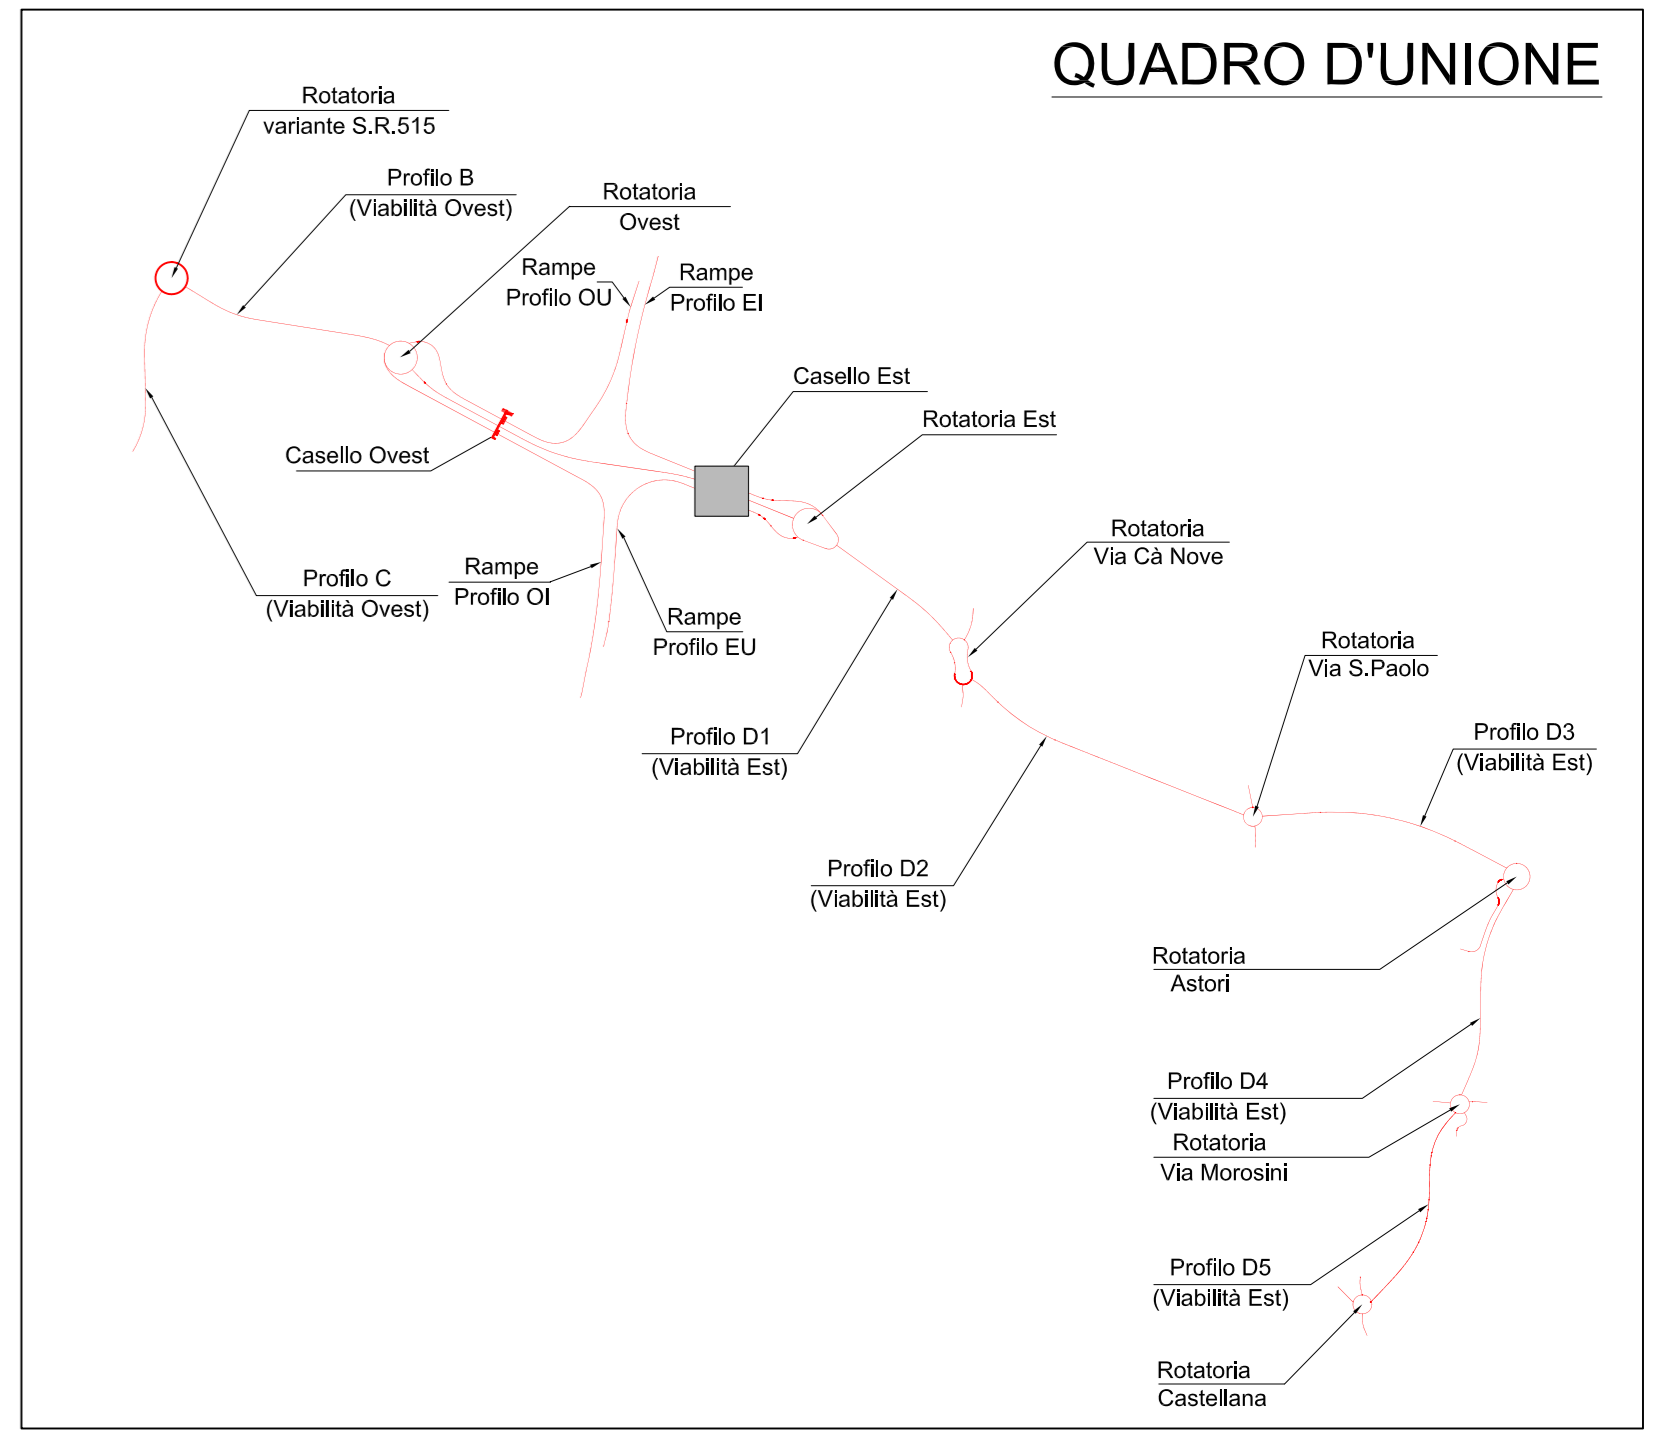 QUADRO D'UNIONE
Rotatoria
variante S.R.515
Profilo B
(Viabilità Ovest)
Rotatoria
Ovest
Rampe
Profilo OU
Rampe
Profilo EI
Casello Est
Rotatoria Est
Casello Ovest
Rotatoria
Via Cà Nove
Profilo C
(Viabilità Ovest)
Rampe
Profilo OI
Rampe
Profilo EU
Rotatoria
Via S.Paolo
Profilo D1
(Viabilità Est)
Profilo D3
(Viabilità Est)
Profilo D2
(Viabilità Est)
Rotatoria
Astori
Profilo D4
(Viabilità Est)
Rotatoria
Via Morosini
Profilo D5
(Viabilità Est)
Rotatoria
Castellana